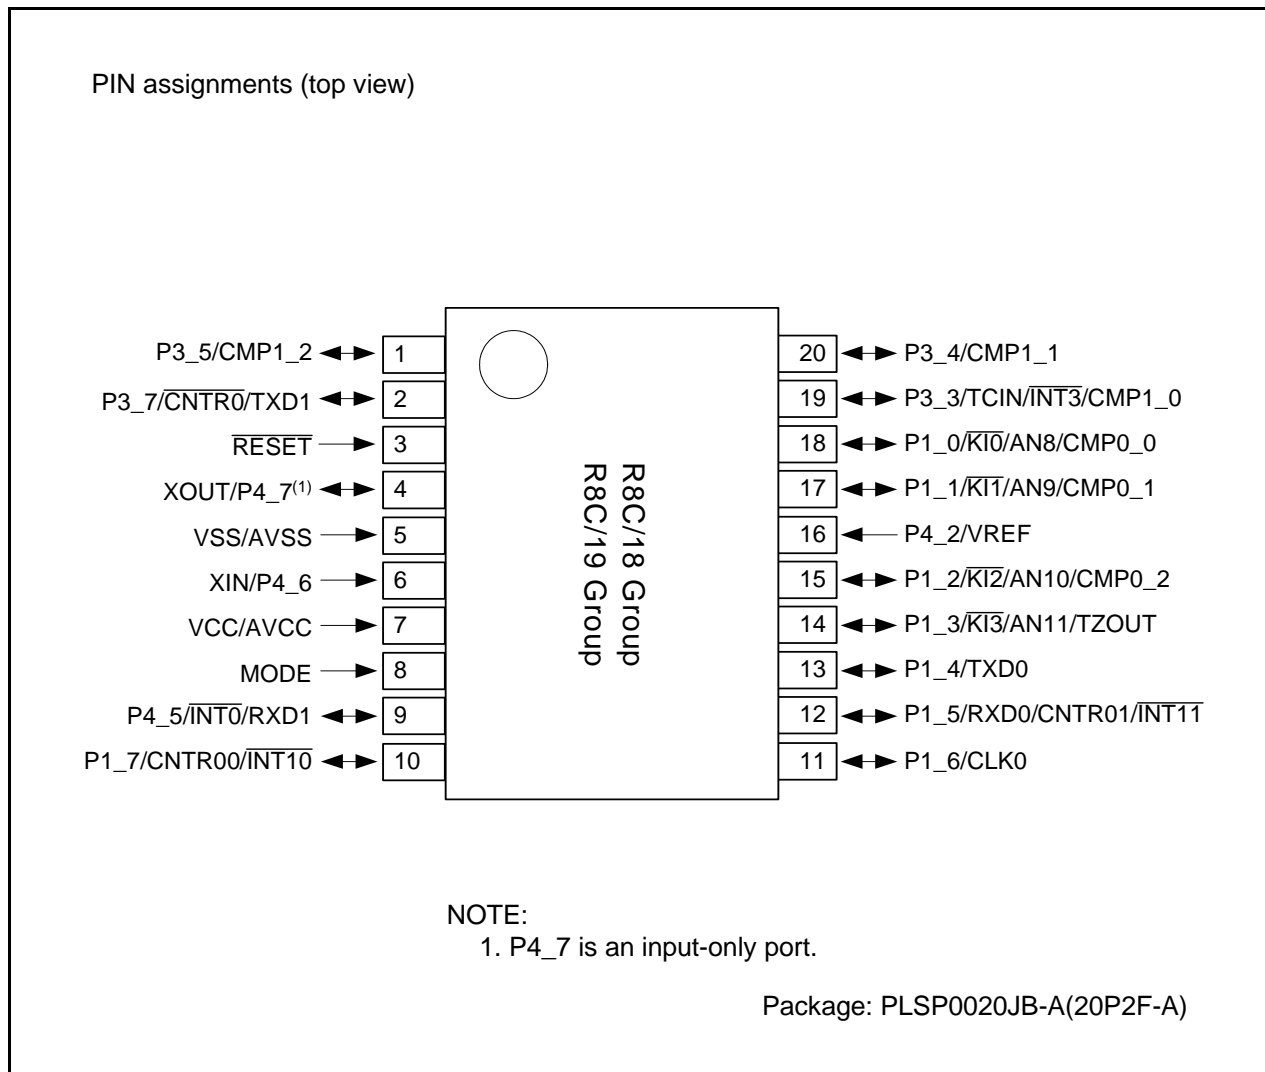 PIN assignments (top view)
P3_5/CMP1_2 1
P3_7/CNTR0/TXD1 2
RESET 3
XOUT/P4_7(1) 4
VSS/AVSS 5
XIN/P4_6 6
VCC/AVCC 7
MODE 8
P4_5/INT0/RXD1 9
P1_7/CNTR00/INT10 10
R8C/18 Group
R8C/19 Group
20 P3_4/CMP1_1
19 P3_3/TCIN/INT3/CMP1_0
18 P1_0/KI0/AN8/CMP0_0
17 P1_1/KI1/AN9/CMP0_1
16 P4_2/VREF
15 P1_2/KI2/AN10/CMP0_2
14 P1_3/KI3/AN11/TZOUT
13 P1_4/TXD0
12 P1_5/RXD0/CNTR01/INT11
11 P1_6/CLK0
NOTE:
1. P4_7 is an input-only port.
Package: PLSP0020JB-A(20P2F-A)